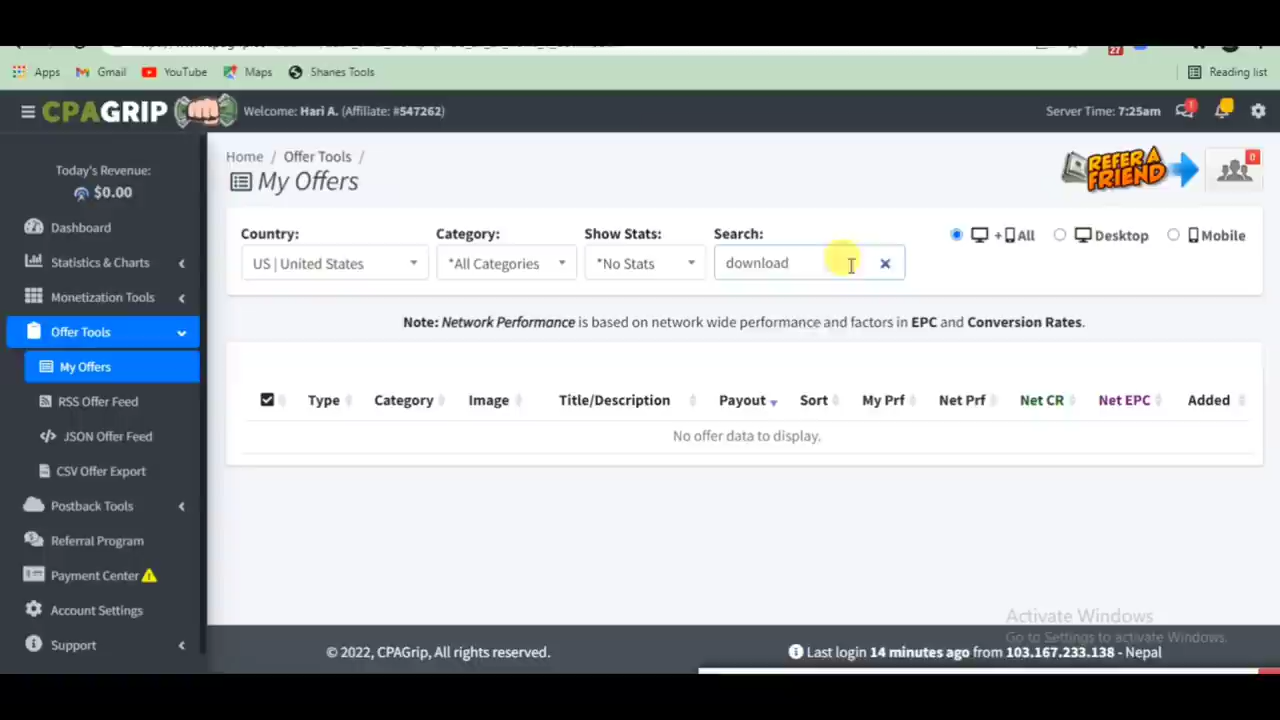 27
Apps Gmail YouTube Maps Shanes Tools Reading list
CPAGRIP Welcome: Hari A. (Affiliate: #547262) Server Time: 7:25am 1
Today's Revenue:
$0.00
Dashboard
Statistics & Charts
Monetization Tools
Offer Tools
My Offers
RSS Offer Feed
JSON Offer Feed
CSV Offer Export
Postback Tools
Referral Program
Payment Center
Account Settings
Support
Home / Offer Tools /
My Offers
REFER A
FRIEND
0
Country: Category: Show Stats: Search:
US | United States *All Categories *No Stats download
+ All Desktop Mobile
Note: Network Performance is based on network wide performance and factors in EPC and Conversion Rates.
Type Category Image Title/Description Payout Sort My Prf Net Prf Net CR Net EPC Added
No offer data to display.
Activate Windows
Go to Settings to activate Windows.
© 2022, CPAGrip, All rights reserved. Last login 14 minutes ago from 103.167.233.138 - Nepal